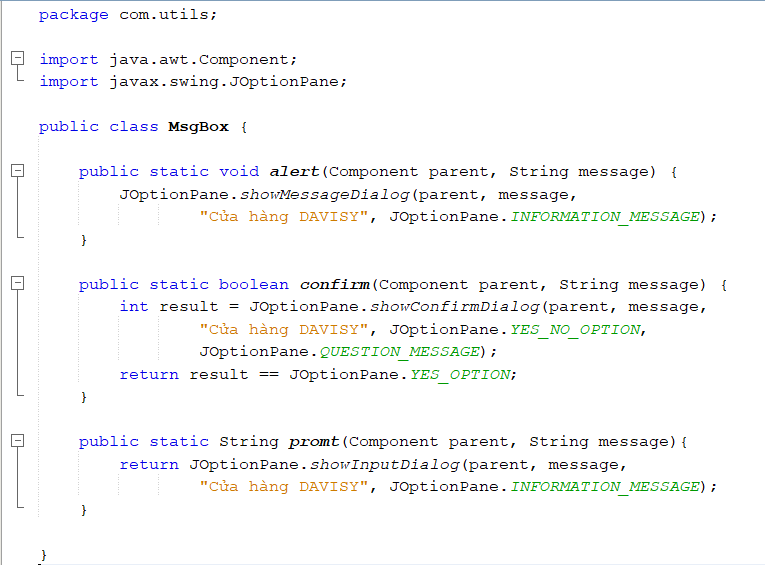 package com.utils;

import java.awt.Component;
import javax.swing.JOptionPane;

public class MsgBox {

    public static void alert(Component parent, String message) {
        JOptionPane.showMessageDialog(parent, message,
                "Cửa hàng DAVISY", JOptionPane.INFORMATION_MESSAGE);
    }

    public static boolean confirm(Component parent, String message) {
        int result = JOptionPane.showConfirmDialog(parent, message,
                "Cửa hàng DAVISY", JOptionPane.YES_NO_OPTION,
                JOptionPane.QUESTION_MESSAGE);
        return result == JOptionPane.YES_OPTION;
    }

    public static String promt(Component parent, String message){
        return JOptionPane.showInputDialog(parent, message,
                "Cửa hàng DAVISY", JOptionPane.INFORMATION_MESSAGE);
    }

}